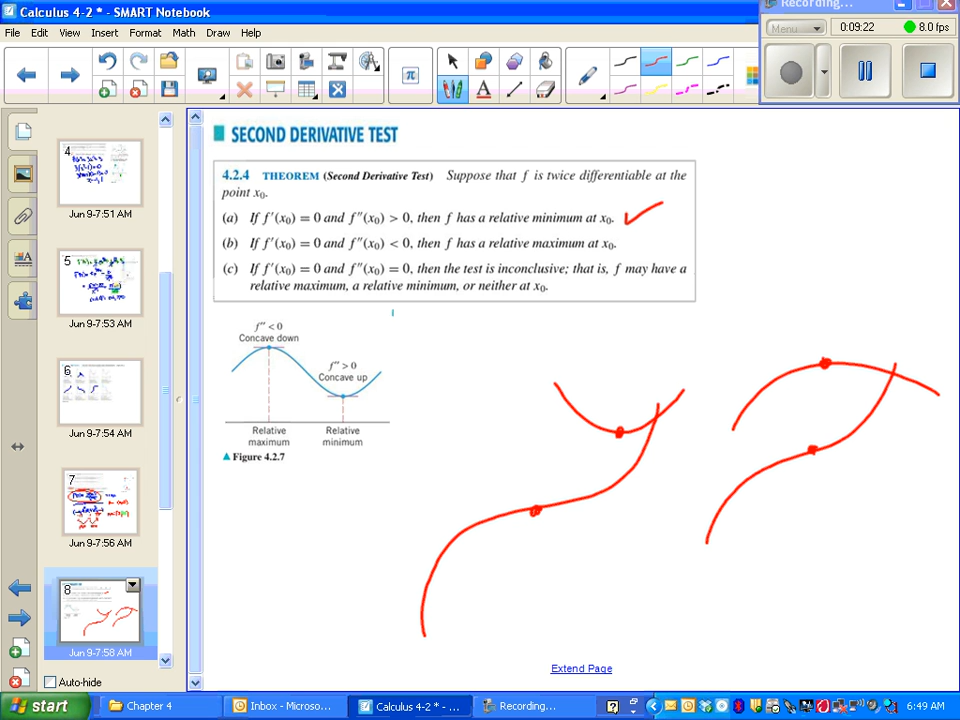 Calculus 4-2 * - SMART Notebook
Recording...
File Edit View Insert Format Math Draw Help
Menu
0:09:22
8.0 fps
SECOND DERIVATIVE TEST
4.2.4 THEOREM (Second Derivative Test) Suppose that f is twice differentiable at the
point x₀.
(a) If f′(x₀) = 0 and f″(x₀) > 0, then f has a relative minimum at x₀.
(b) If f′(x₀) = 0 and f″(x₀) < 0, then f has a relative maximum at x₀.
(c) If f′(x₀) = 0 and f″(x₀) = 0, then the test is inconclusive; that is, f may have a
relative maximum, a relative minimum, or neither at x₀.
f″ < 0
Concave down
f″ > 0
Concave up
Relative
maximum
Relative
minimum
▲ Figure 4.2.7
4
Jun 9-7:51 AM
5
Jun 9-7:53 AM
6
Jun 9-7:54 AM
7
Jun 9-7:56 AM
8
Jun 9-7:58 AM
Auto-hide
Extend Page
start
Chapter 4
Inbox - Microso...
Calculus 4-2 * - ...
Recording...
6:49 AM